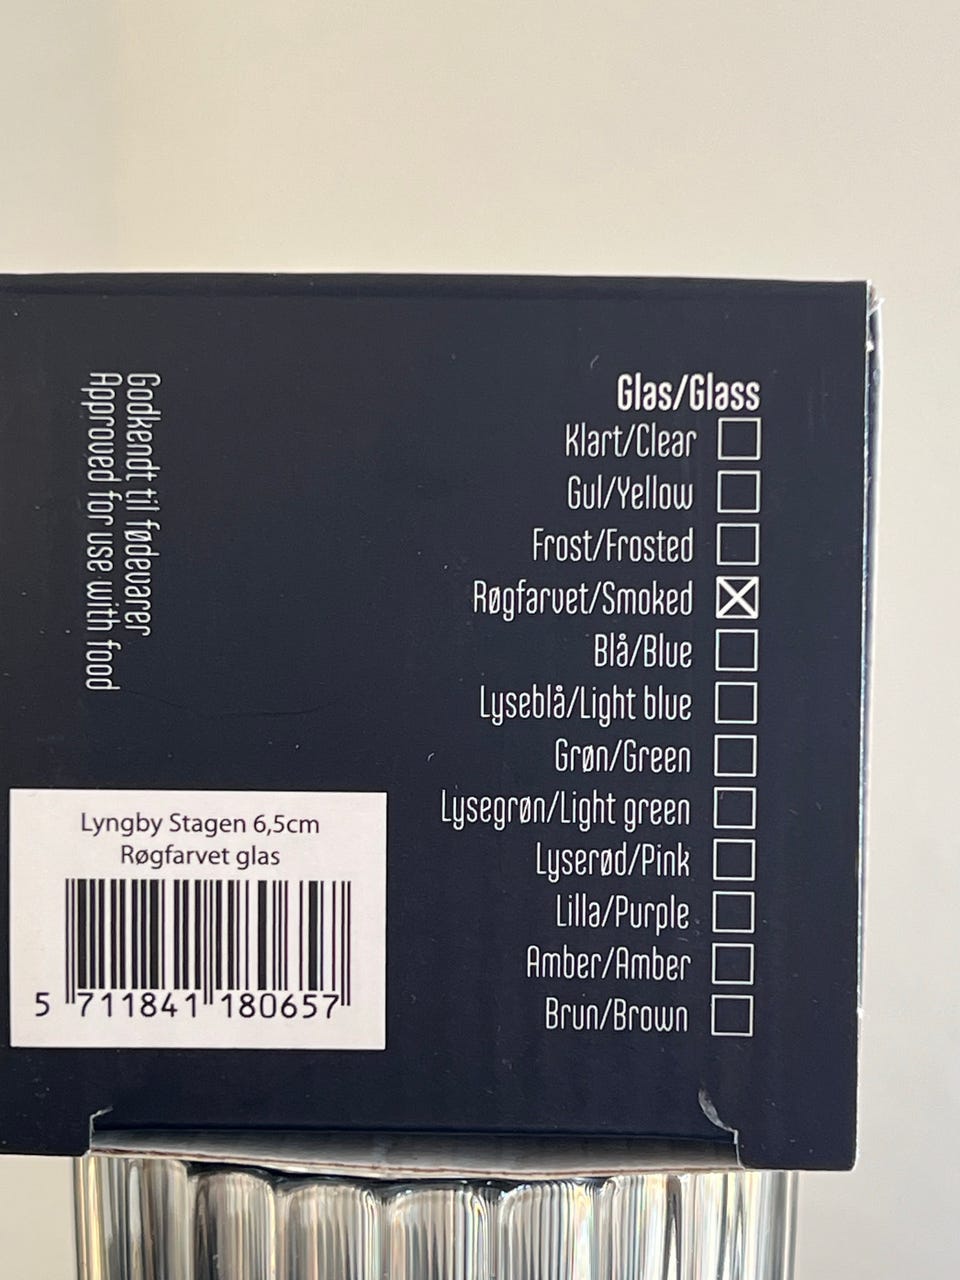 Godkendt til fødevarer
Approved for use with food
Glas/Glass
Klart/Clear
Gul/Yellow
Frost/Frosted
Røgfarvet/Smoked
Blå/Blue
Lyseblå/Light blue
Grøn/Green
Lysegrøn/Light green
Lyserød/Pink
Lilla/Purple
Amber/Amber
Brun/Brown
Lyngby Stagen 6,5cm
Røgfarvet glas
5 711841 180657